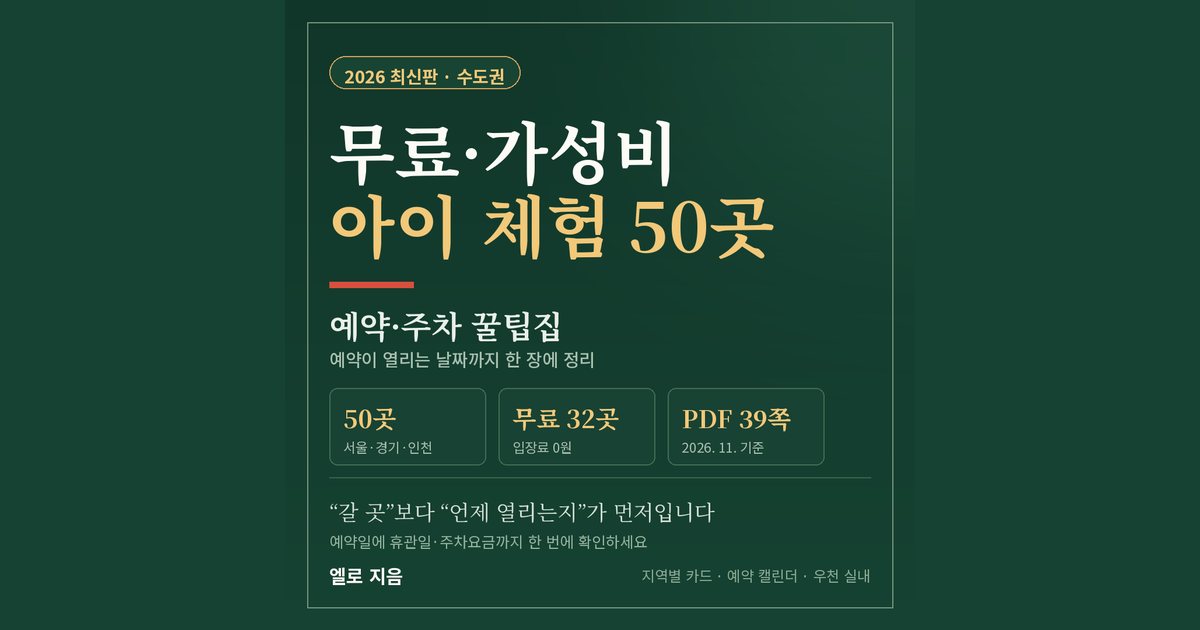 2026 최신판 · 수도권
무료·가성비
아이 체험 50곳
예약·주차 꿀팁집
예약이 열리는 날짜까지 한 장에 정리
50곳
서울·경기·인천
무료 32곳
입장료 0원
PDF 39쪽
2026. 11. 기준
“갈 곳”보다 “언제 열리는지”가 먼저입니다
예약일에 휴관일·주차요금까지 한 번에 확인하세요
엘로 지음
지역별 카드 · 예약 캘린더 · 우천 실내